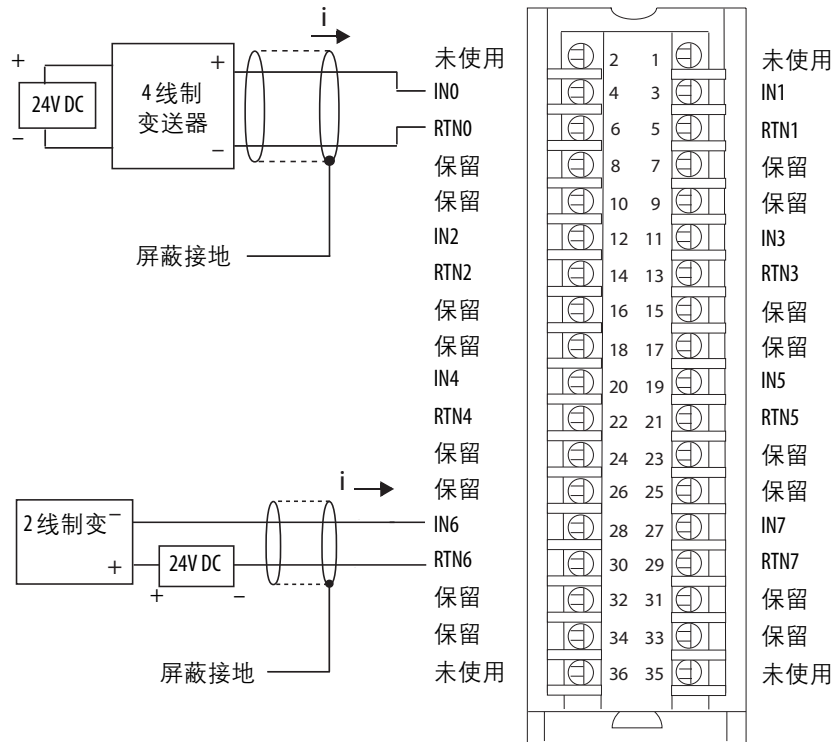 i
未使用 2 1 未使用
+ + 
24V DC 4 线制 IN0 4 3 IN1
变送器
− − RTN0 6 5 RTN1
保留 8 7 保留
保留 10 9 保留
IN2 12 11 IN3
屏蔽接地
RTN2 14 13 RTN3
保留 16 15 保留
保留 18 17 保留
IN4 20 19 IN5
RTN4 22 21 RTN5
保留 24 23 保留
i
保留 26 25 保留
2 线制变 − IN6 28 27 IN7
+ 24V DC RTN6 30 29 RTN7
+ −
保留 32 31 保留
保留 34 33 保留
屏蔽接地 未使用 36 35 未使用